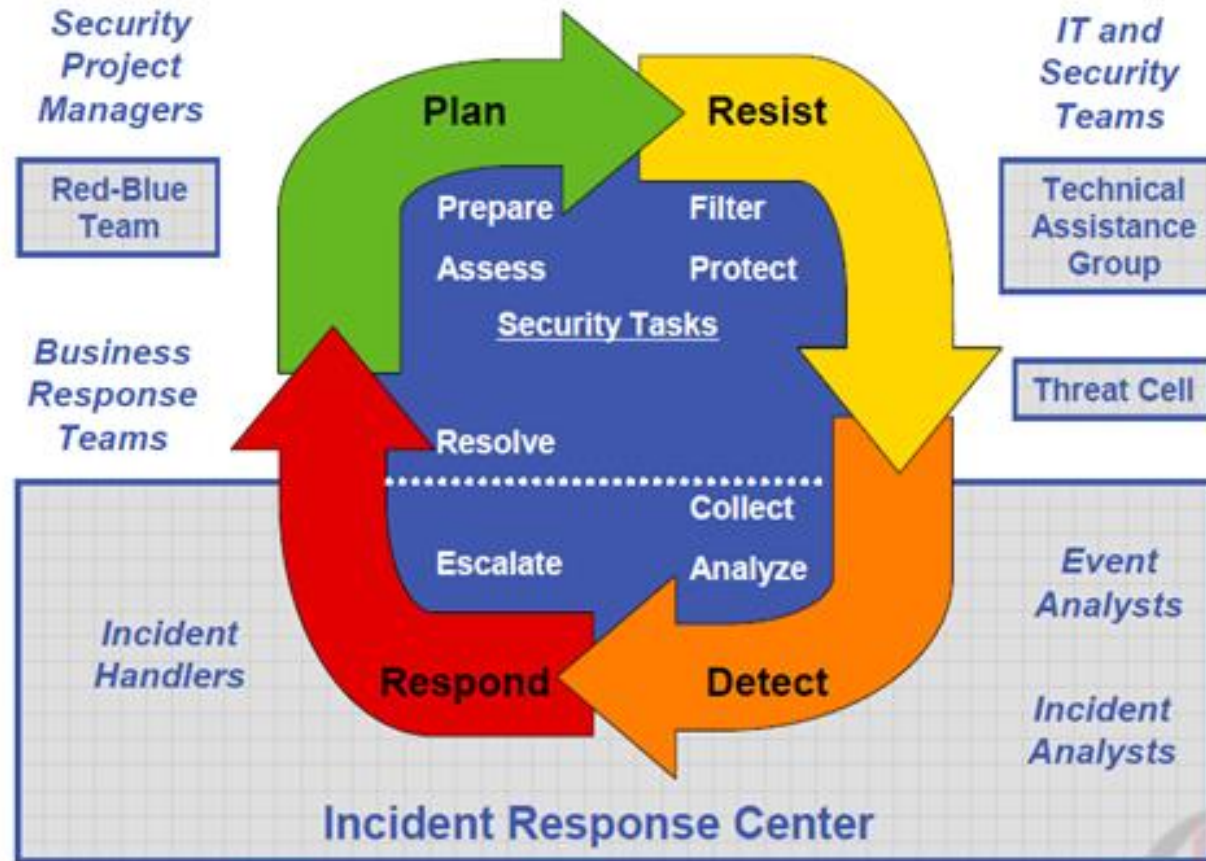 Security
Project
Managers
Red-Blue
Team
Plan
Resist
IT and
Security
Teams
Technical
Assistance
Group
Prepare
Assess
Filter
Protect
Security Tasks
Business
Response
Teams
Threat Cell
Resolve
Collect
Escalate
Analyze
Event
Analysts
Incident
Handlers
Respond
Detect
Incident
Analysts
Incident Response Center